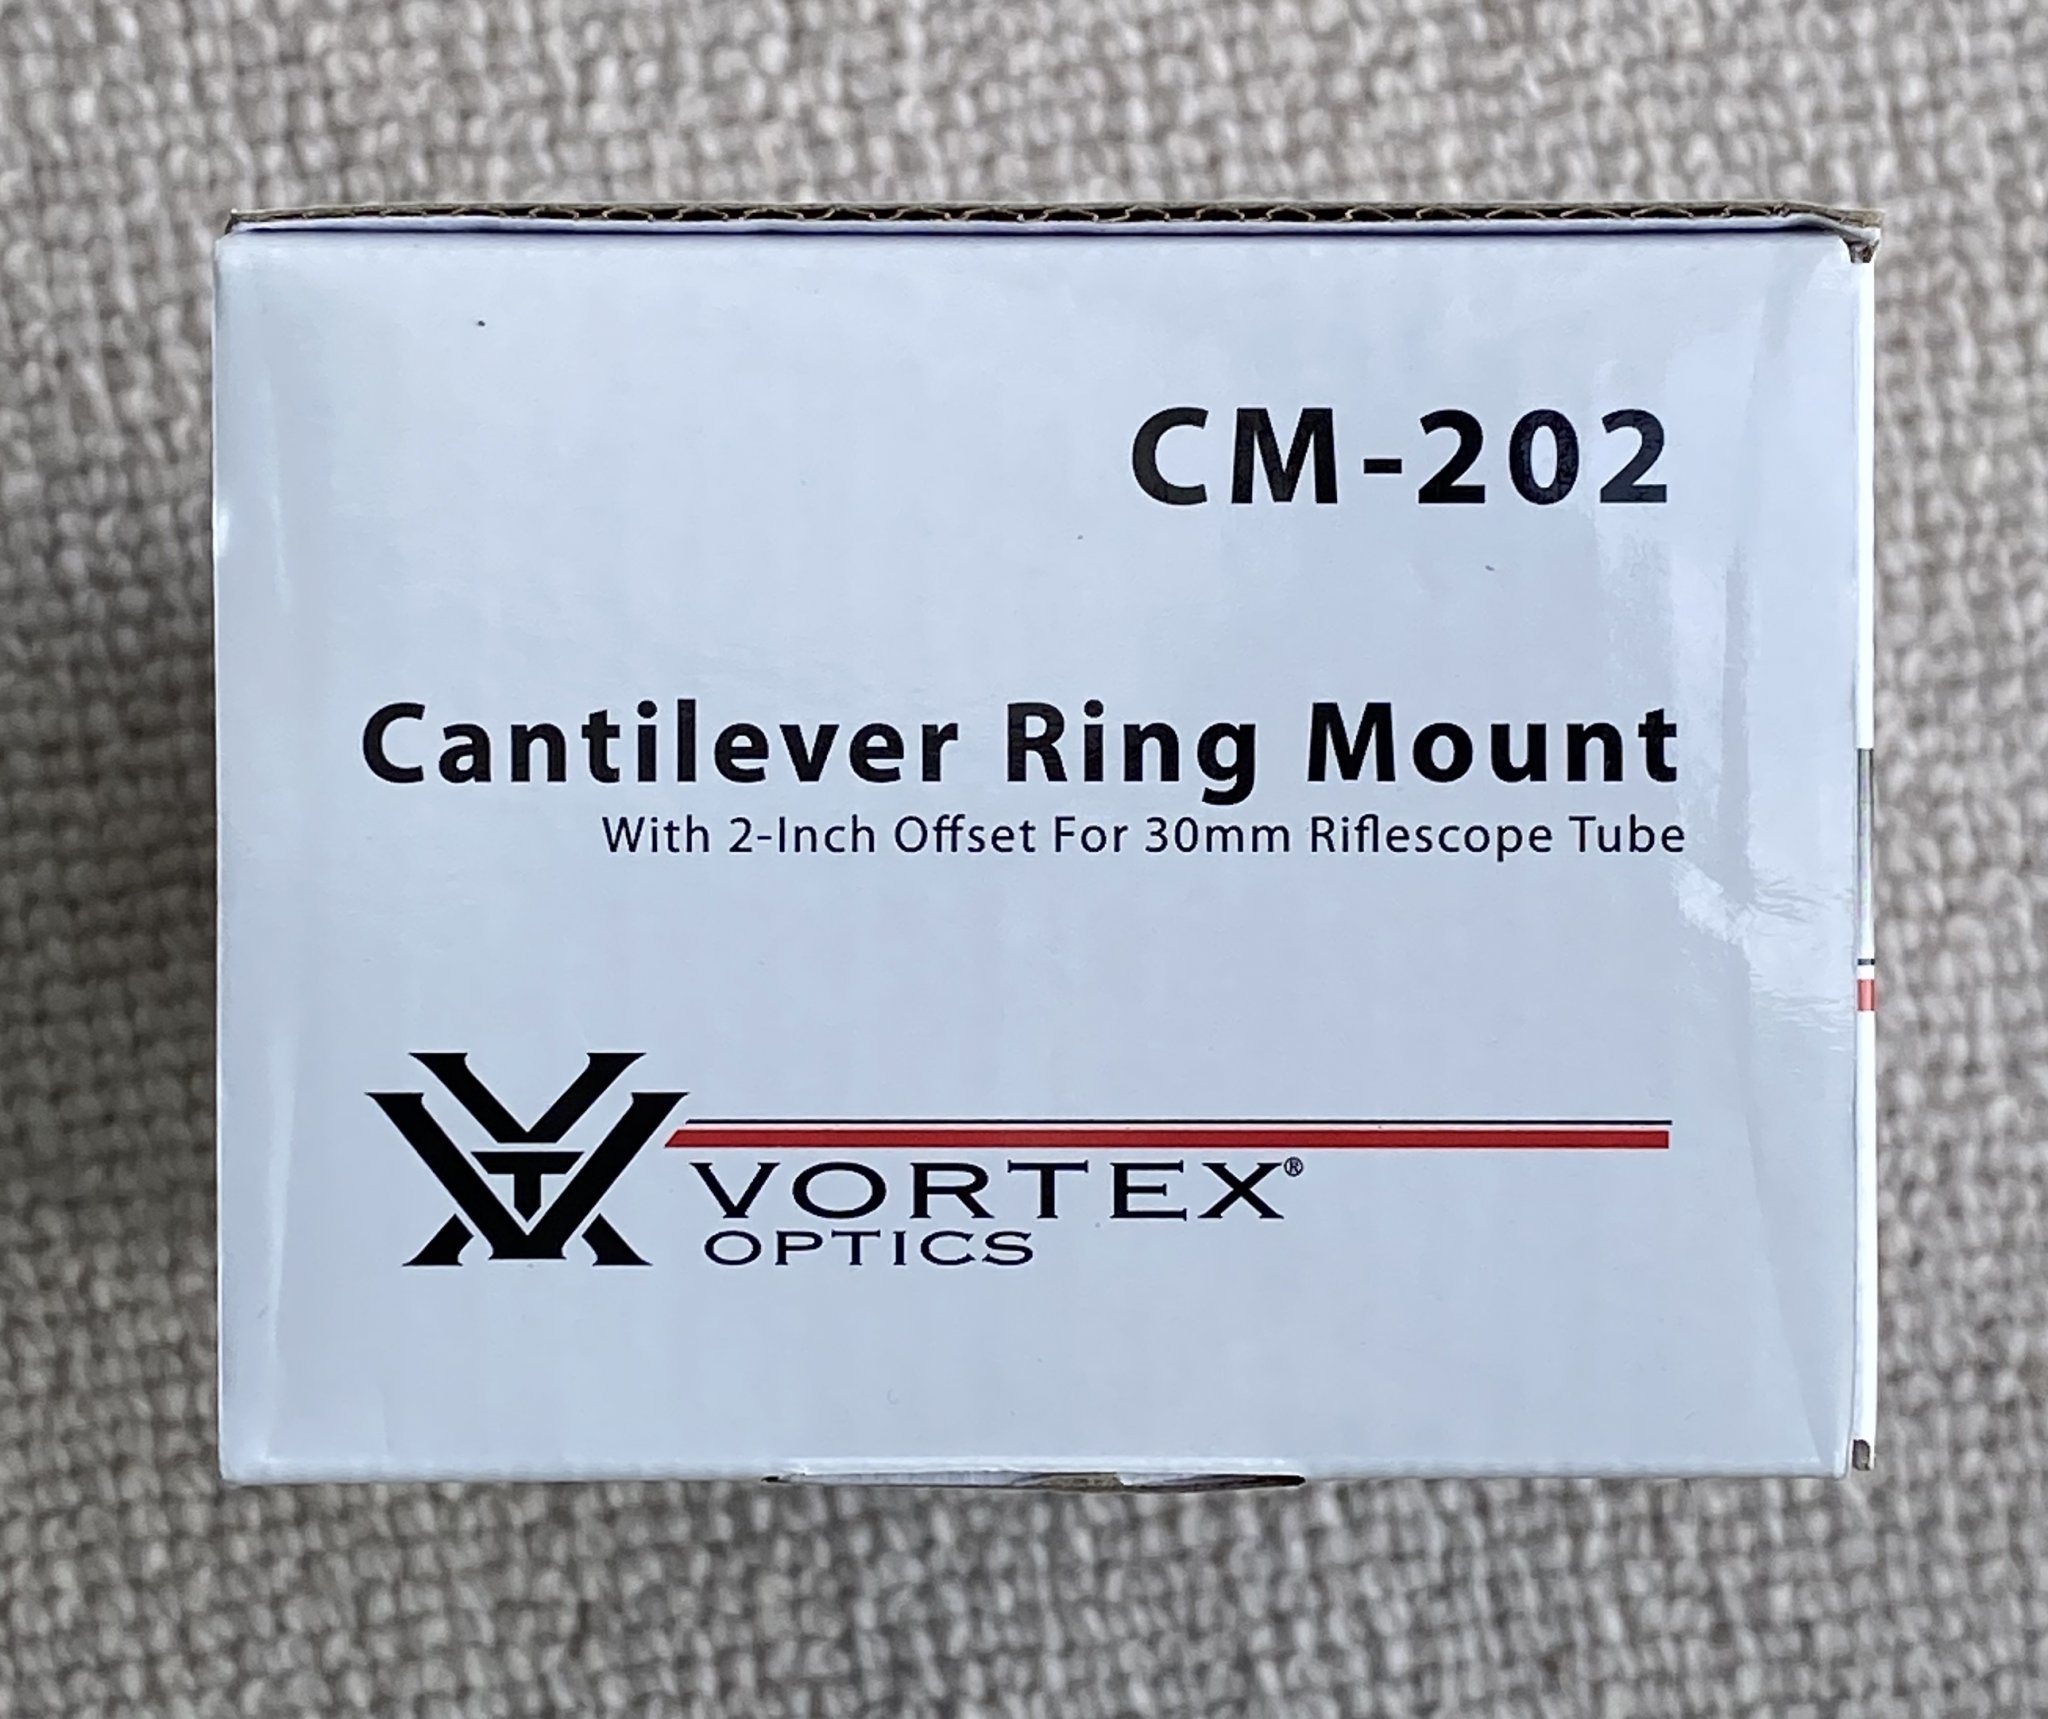 CM-202
Cantilever Ring Mount
With 2-Inch Offset For 30mm Riflescope Tube
VORTEX®
OPTICS